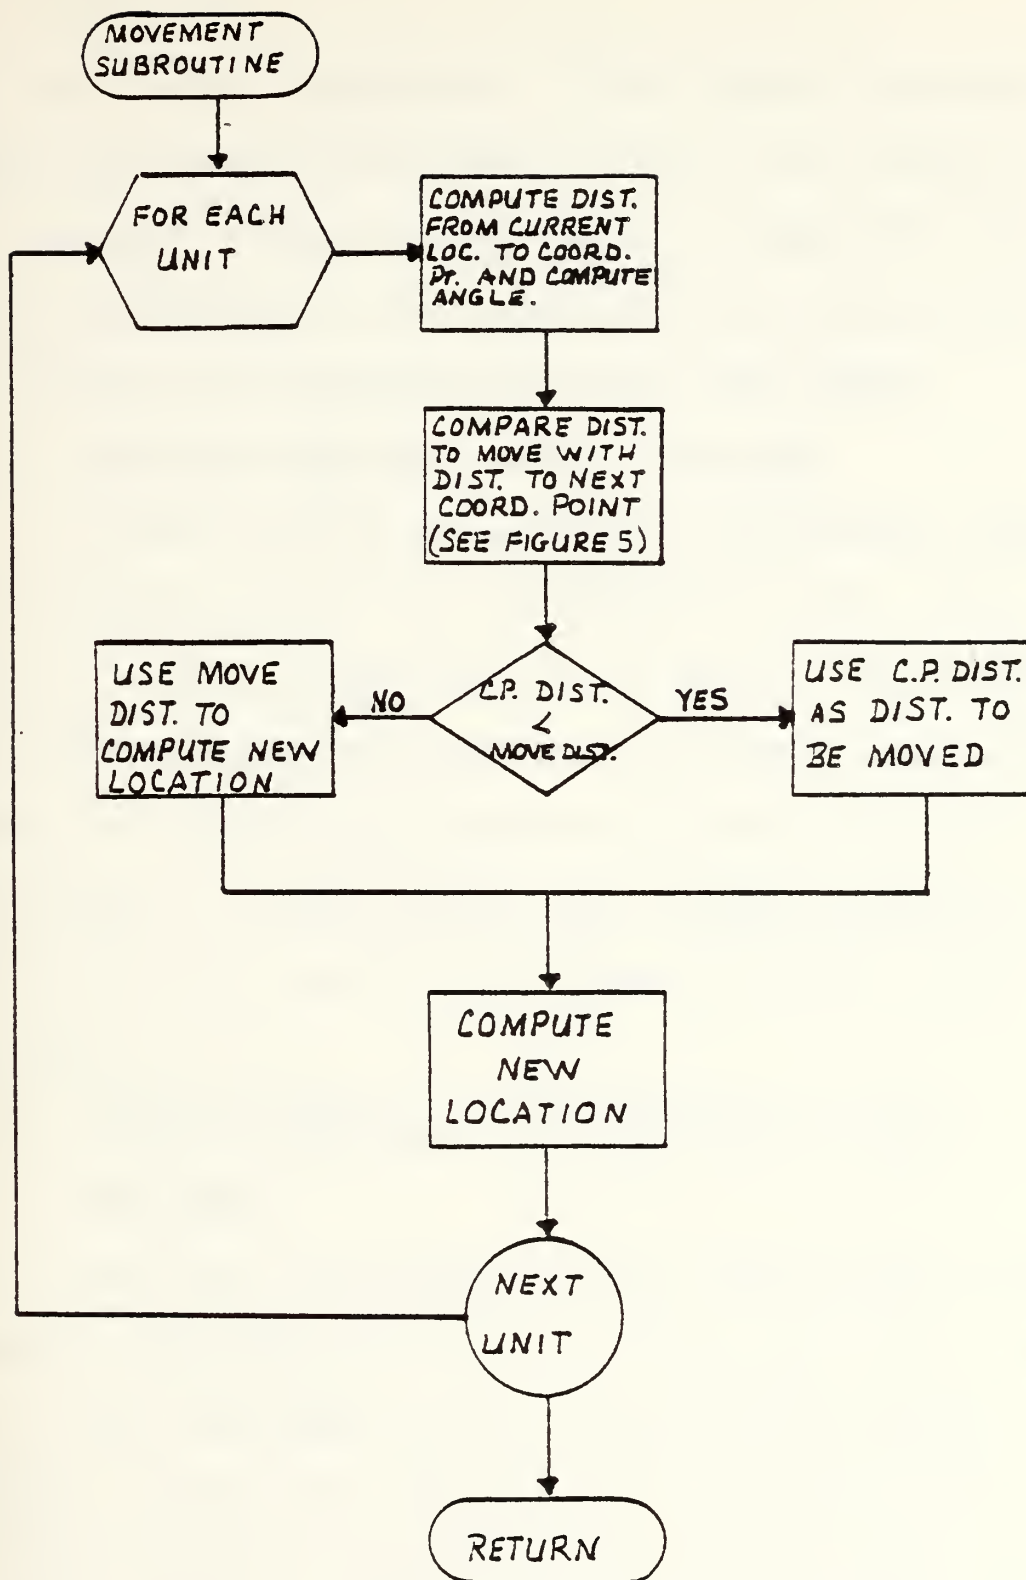 MOVEMENT
SUBROUTINE
FOR EACH
UNIT
COMPUTE DIST.
FROM CURRENT
LOC. TO COORD.
PT. AND COMPUTE
ANGLE.
COMPARE DIST.
TO MOVE WITH
DIST. TO NEXT
COORD. POINT
(SEE FIGURE 5)
C.P. DIST.
<
MOVE DIST.
NO
YES
USE MOVE
DIST. TO
COMPUTE NEW
LOCATION
USE C.P. DIST.
AS DIST. TO
BE MOVED
COMPUTE
NEW
LOCATION
NEXT
UNIT
RETURN